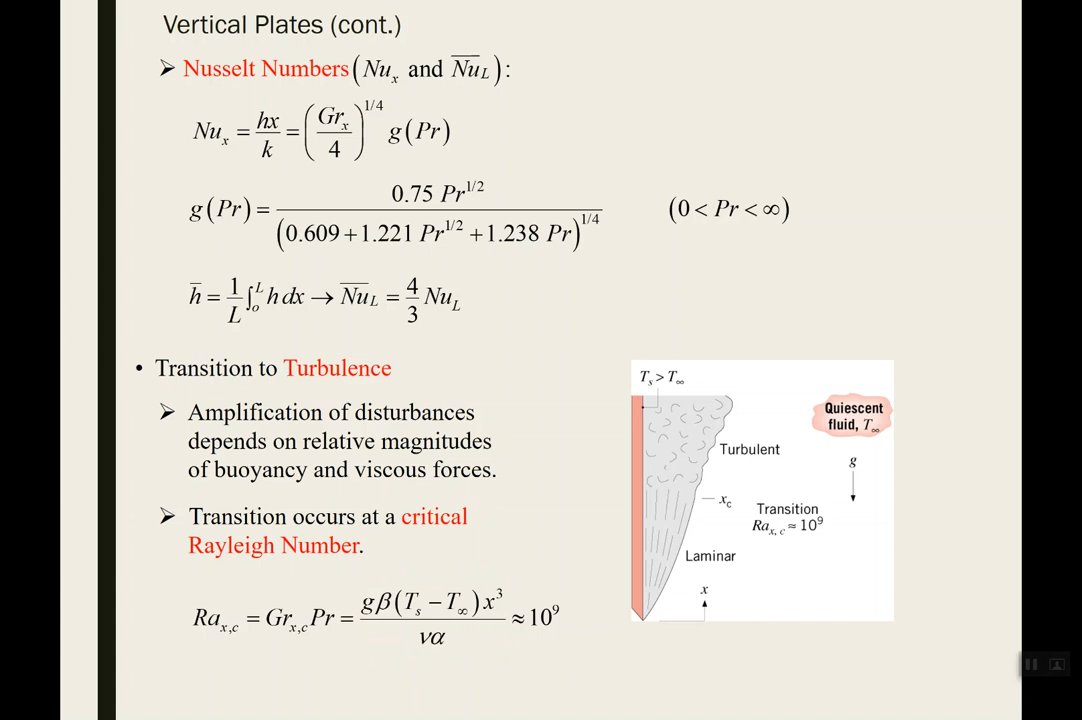 Vertical Plates (cont.)
➢ Nusselt Numbers (Nu_x and \overline{Nu}_L):
Nu_x = hx/k = (Gr_x/4)^{1/4} g(Pr)
g(Pr) = 0.75 Pr^{1/2} / (0.609 + 1.221 Pr^{1/2} + 1.238 Pr)^{1/4} (0 < Pr < ∞)
\overline{h} = 1/L ∫_o^L h dx → \overline{Nu}_L = 4/3 Nu_L
• Transition to Turbulence
➢ Amplification of disturbances
depends on relative magnitudes
of buoyancy and viscous forces.
➢ Transition occurs at a critical
Rayleigh Number.
Ra_{x,c} = Gr_{x,c} Pr = gβ(T_s − T_∞)x^3 / να ≈ 10^9
T_s > T_∞
Quiescent
fluid, T_∞
Turbulent
g
x_c
Transition
Ra_{x, c} ≈ 10^9
Laminar
x